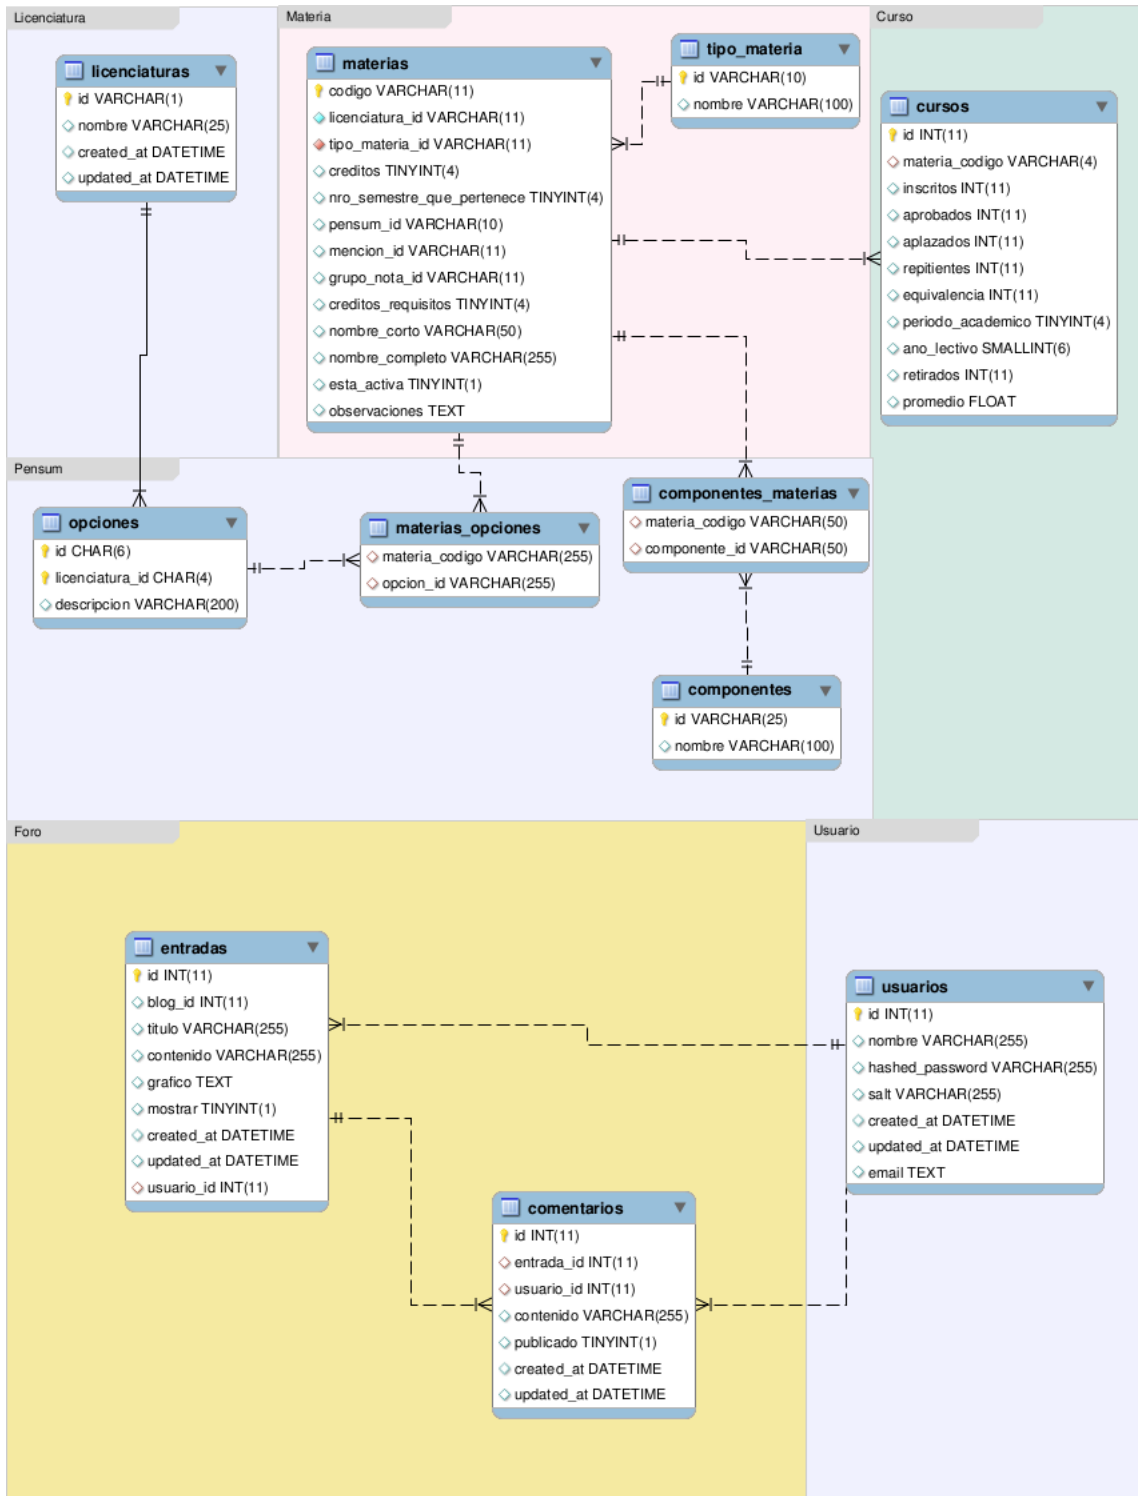 Licenciatura
licenciaturas
id VARCHAR(1)
nombre VARCHAR(25)
created_at DATETIME
updated_at DATETIME
Materia
materias
codigo VARCHAR(11)
licenciatura_id VARCHAR(11)
tipo_materia_id VARCHAR(11)
creditos TINYINT(4)
nro_semestre_que_pertenece TINYINT(4)
pensum_id VARCHAR(10)
mencion_id VARCHAR(11)
grupo_nota_id VARCHAR(11)
creditos_requisitos TINYINT(4)
nombre_corto VARCHAR(50)
nombre_completo VARCHAR(255)
esta_activa TINYINT(1)
observaciones TEXT
tipo_materia
id VARCHAR(10)
nombre VARCHAR(100)
Curso
cursos
id INT(11)
materia_codigo VARCHAR(4)
inscritos INT(11)
aprobados INT(11)
aplazados INT(11)
repitientes INT(11)
equivalencia INT(11)
periodo_academico TINYINT(4)
ano_lectivo SMALLINT(6)
retirados INT(11)
promedio FLOAT
Pensum
opciones
id CHAR(6)
licenciatura_id CHAR(4)
descripcion VARCHAR(200)
materias_opciones
materia_codigo VARCHAR(255)
opcion_id VARCHAR(255)
componentes_materias
materia_codigo VARCHAR(50)
componente_id VARCHAR(50)
componentes
id VARCHAR(25)
nombre VARCHAR(100)
Foro
entradas
id INT(11)
blog_id INT(11)
titulo VARCHAR(255)
contenido VARCHAR(255)
grafico TEXT
mostrar TINYINT(1)
created_at DATETIME
updated_at DATETIME
usuario_id INT(11)
comentarios
id INT(11)
entrada_id INT(11)
usuario_id INT(11)
contenido VARCHAR(255)
publicado TINYINT(1)
created_at DATETIME
updated_at DATETIME
Usuario
usuarios
id INT(11)
nombre VARCHAR(255)
hashed_password VARCHAR(255)
salt VARCHAR(255)
created_at DATETIME
updated_at DATETIME
email TEXT